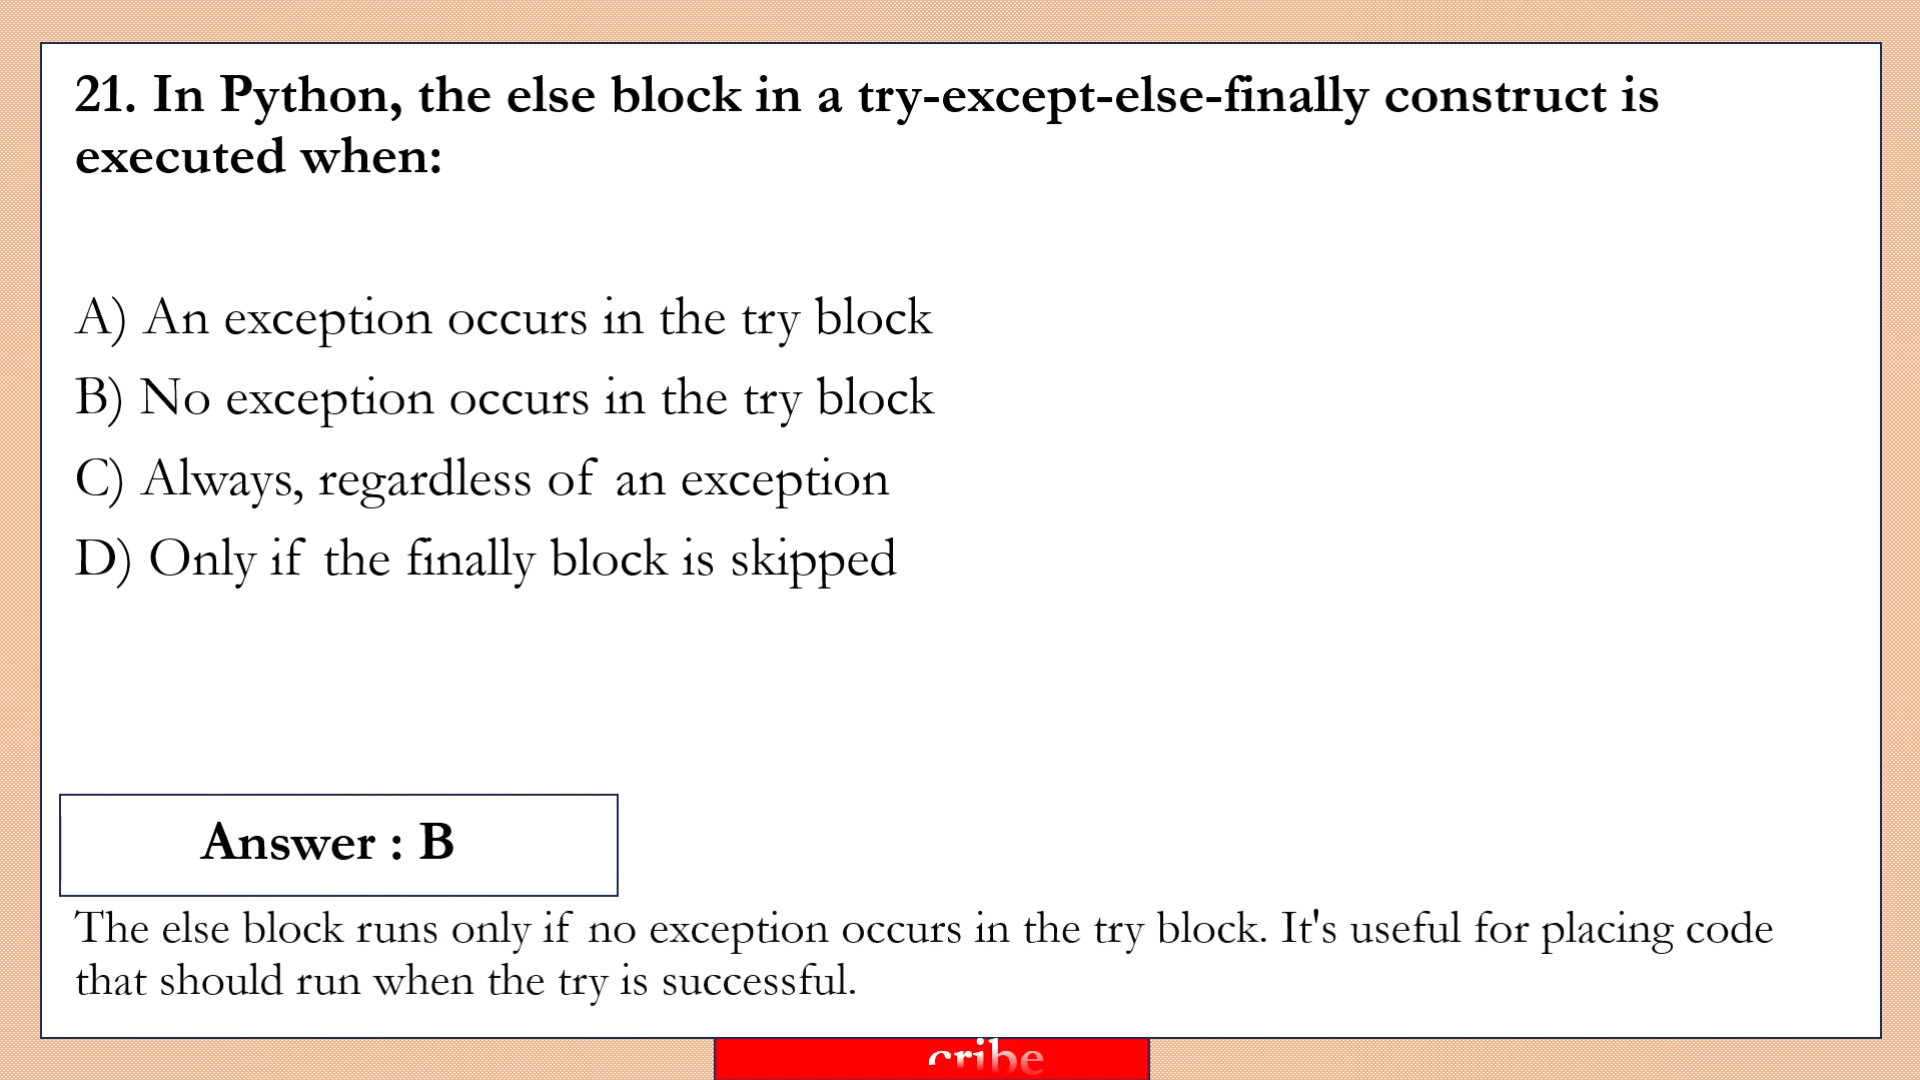 21. In Python, the else block in a try-except-else-finally construct is
executed when:
A) An exception occurs in the try block
B) No exception occurs in the try block
C) Always, regardless of an exception
D) Only if the finally block is skipped
Answer : B
The else block runs only if no exception occurs in the try block. It's useful for placing code
that should run when the try is successful.
cribe